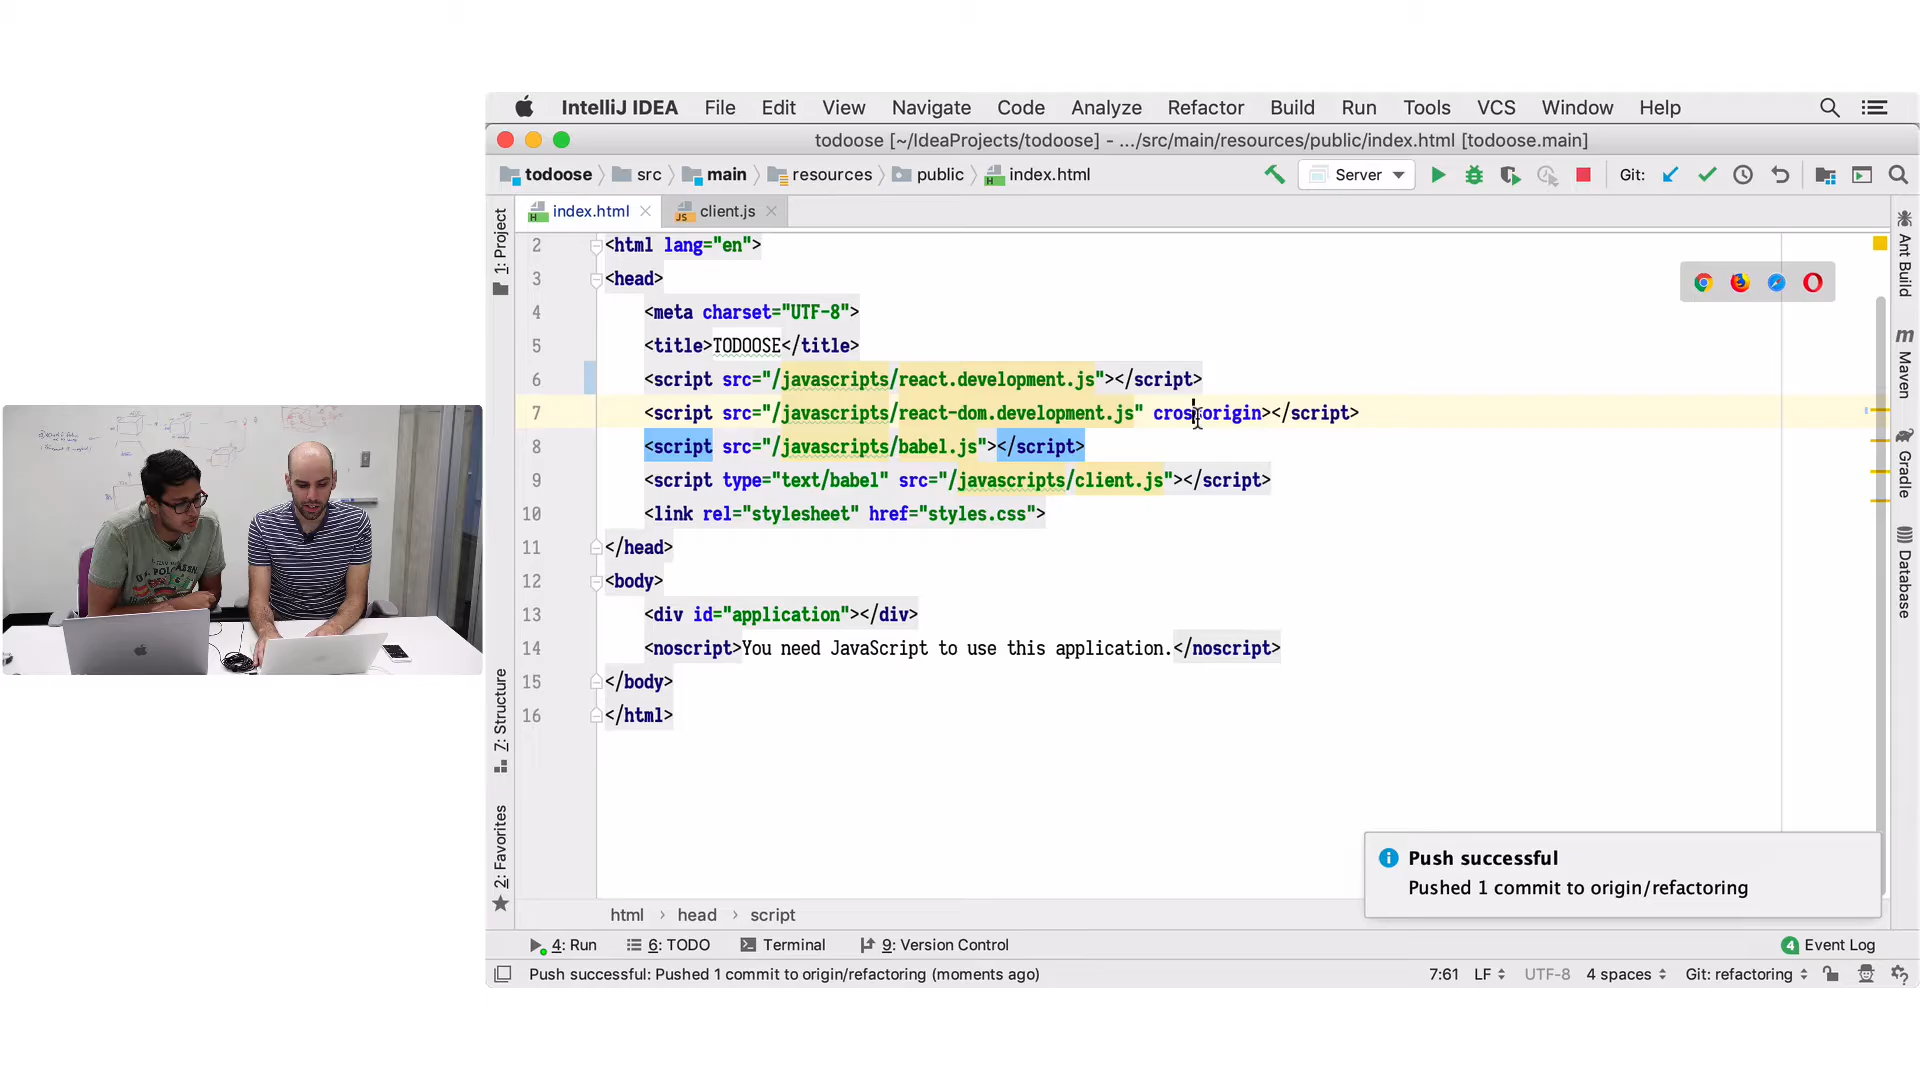 IntelliJ IDEA File Edit View Navigate Code Analyze Refactor Build Run Tools VCS Window Help
todoose [~/IdeaProjects/todoose] - .../src/main/resources/public/index.html [todoose.main]
todoose src main resources public index.html Server Git:
index.html client.js
1: Project
2 <html lang="en">
3 <head>
4 <meta charset="UTF-8">
5 <title>TODOOSE</title>
6 <script src="/javascripts/react.development.js"></script>
7 <script src="/javascripts/react-dom.development.js" crossorigin></script>
8 <script src="/javascripts/babel.js"></script>
9 <script type="text/babel" src="/javascripts/client.js"></script>
10 <link rel="stylesheet" href="styles.css">
11 </head>
12 <body>
13 <div id="application"></div>
14 <noscript>You need JavaScript to use this application.</noscript>
15 </body>
16 </html>
Ant Build
Maven
Gradle
Database
7: Structure
2: Favorites
Push successful
Pushed 1 commit to origin/refactoring
html head script
4: Run 6: TODO Terminal 9: Version Control 4 Event Log
Push successful: Pushed 1 commit to origin/refactoring (moments ago) 7:61 LF UTF-8 4 spaces Git: refactoring